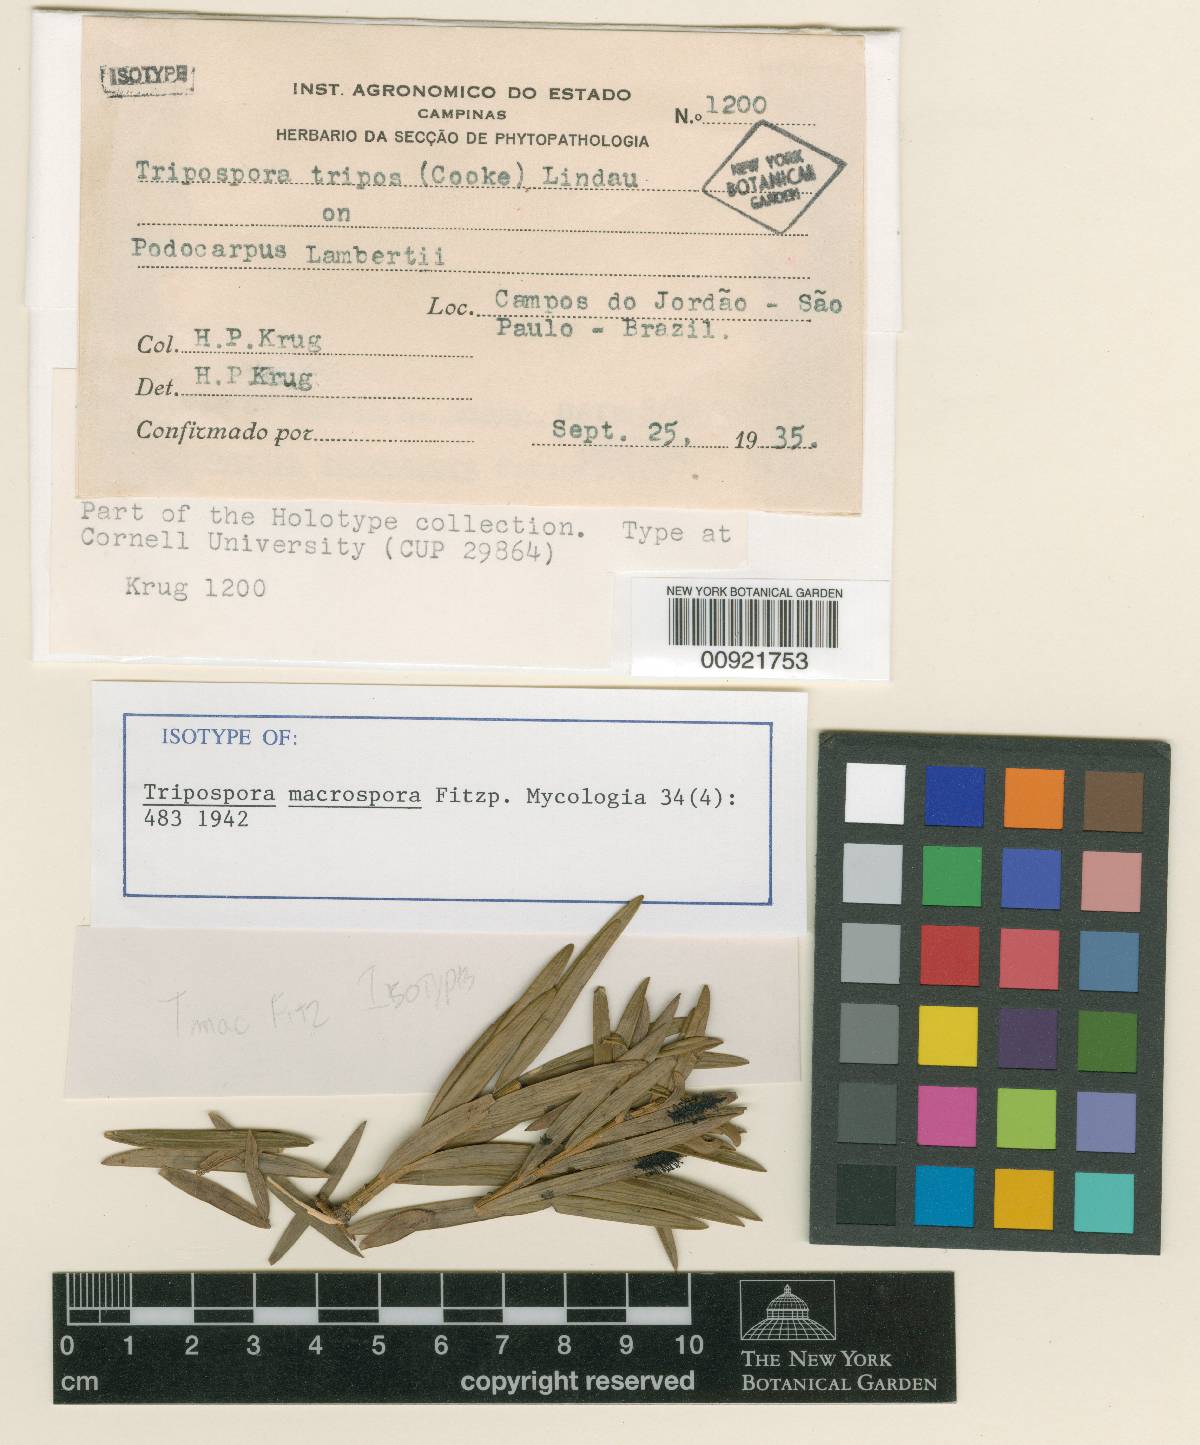 ISOTYPE
INST. AGRONOMICO DO ESTADO
CAMPINAS
HERBARIO DA SECÇÃO DE PHYTOPATHOLOGIA
N.º 1200
NEW YORK
BOTANICAL
GARDEN
Tripospora tripos (Cooke) Lindau
on
Podocarpus Lambertii
Loc. Campos do Jordão - São
Paulo - Brazil.
Col. H.P.Krug
Det. H.P.Krug
Confirmado por
Sept. 25, 1935.
Part of the Holotype collection. Type at
Cornell University (CUP 29864)
Krug 1200
NEW YORK BOTANICAL GARDEN
00921753
ISOTYPE OF:
Tripospora macrospora Fitzp. Mycologia 34(4):
483 1942
T mac Fitz Isotypes
0 1 2 3 4 5 6 7 8 9 10
cm
copyright reserved
THE NEW YORK
BOTANICAL GARDEN